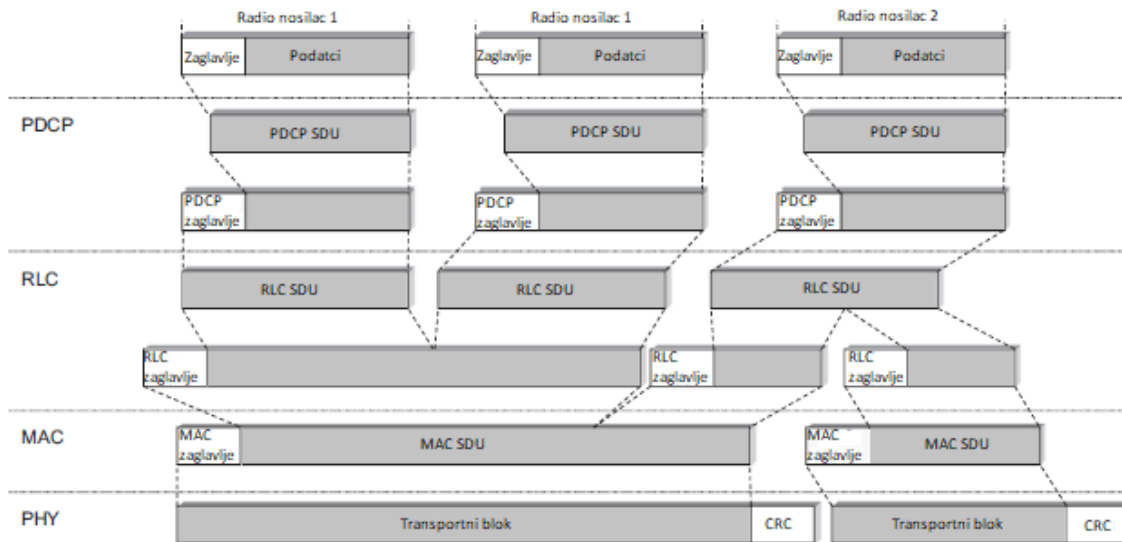 Radio nosilac 1 Radio nosilac 1 Radio nosilac 2
Zaglavlje Podatci Zaglavlje Podatci Zaglavlje Podatci
PDCP
PDCP SDU PDCP SDU PDCP SDU
PDCP zaglavlje PDCP zaglavlje PDCP zaglavlje
RLC
RLC SDU RLC SDU RLC SDU
RLC zaglavlje RLC zaglavlje RLC zaglavlje
MAC
MAC zaglavlje MAC SDU MAC zaglavlje MAC SDU
PHY
Transportni blok CRC Transportni blok CRC